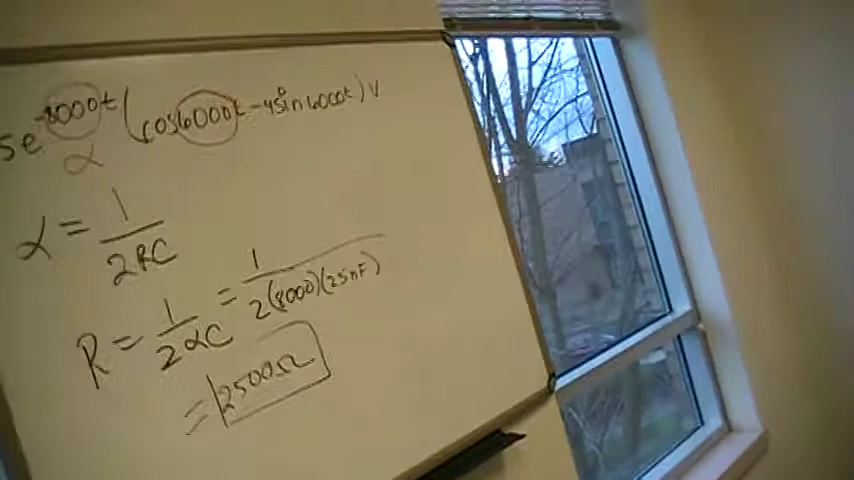 5e^-8000t (cos6000t - 4sin6000t) V
α
α = 1/2RC
R = 1/2αC = 1/2(8000)(25nF)
= 2500Ω